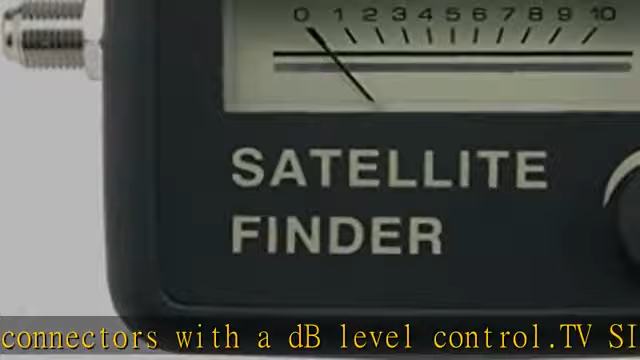 0 1 2 3 4 5 6 7 8 9 10
SATELLITE
FINDER
connectors with a dB level control.TV SI